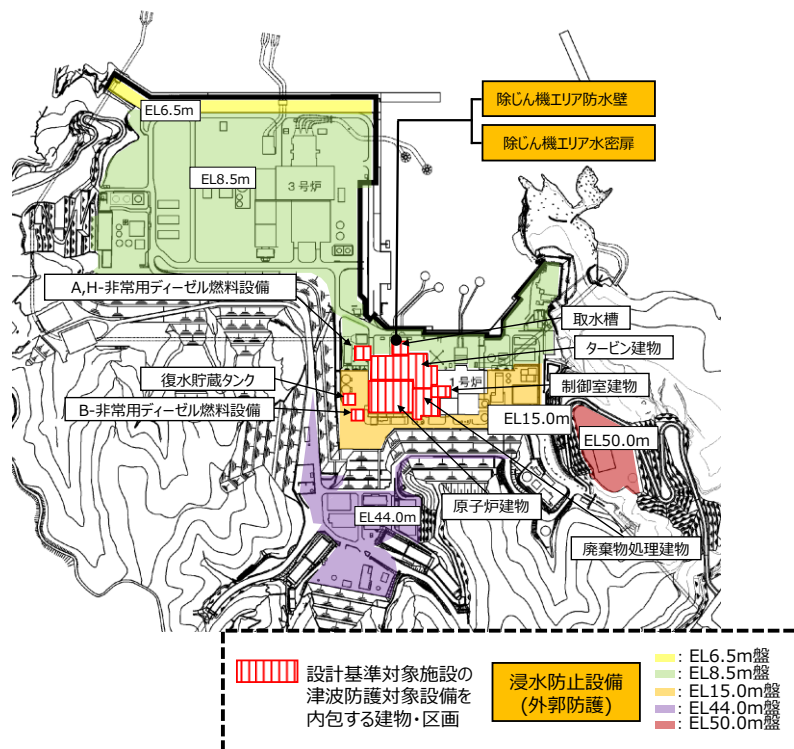 除じん機エリア防水壁
EL6.5m
除じん機エリア水密扉
EL8.5m
3号炉
A,H-非常用ディーゼル燃料設備
取水槽
タービン建物
復水貯蔵タンク
1号炉
制御室建物
B-非常用ディーゼル燃料設備
EL15.0m
EL50.0m
原子炉建物
EL44.0m
廃棄物処理建物
設計基準対象施設の
津波防護対象設備を
内包する建物・区画
浸水防止設備
(外郭防護)
: EL6.5m盤
: EL8.5m盤
: EL15.0m盤
: EL44.0m盤
: EL50.0m盤